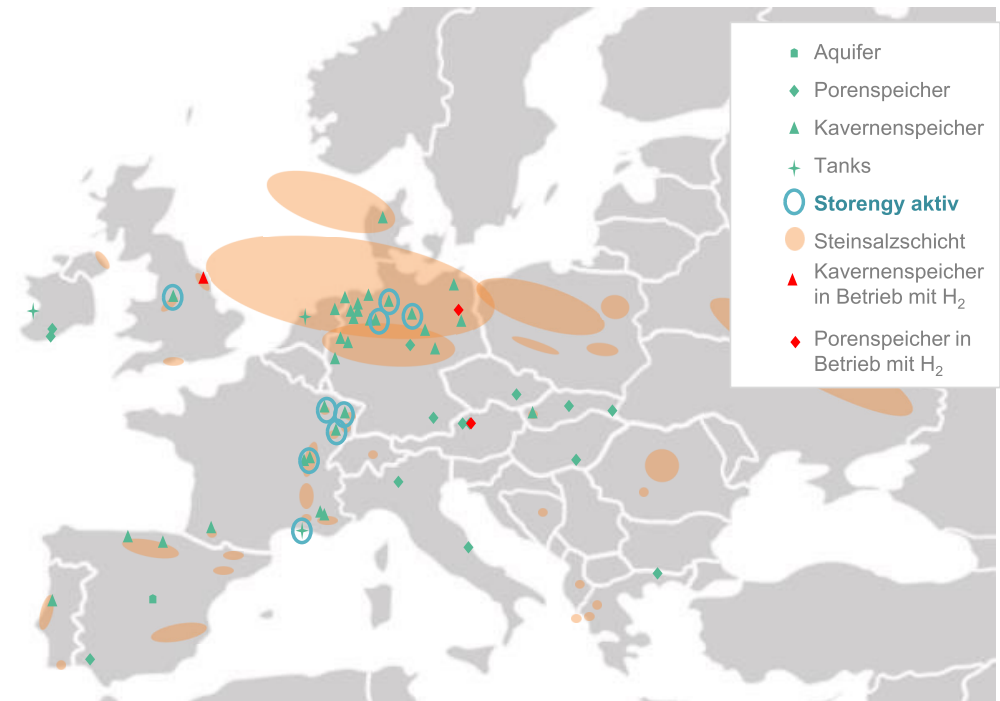 Aquifer
Porenspeicher
Kavernenspeicher
Tanks
Storengy aktiv
Steinsalzschicht
Kavernenspeicher
in Betrieb mit H₂
Porenspeicher in
Betrieb mit H₂